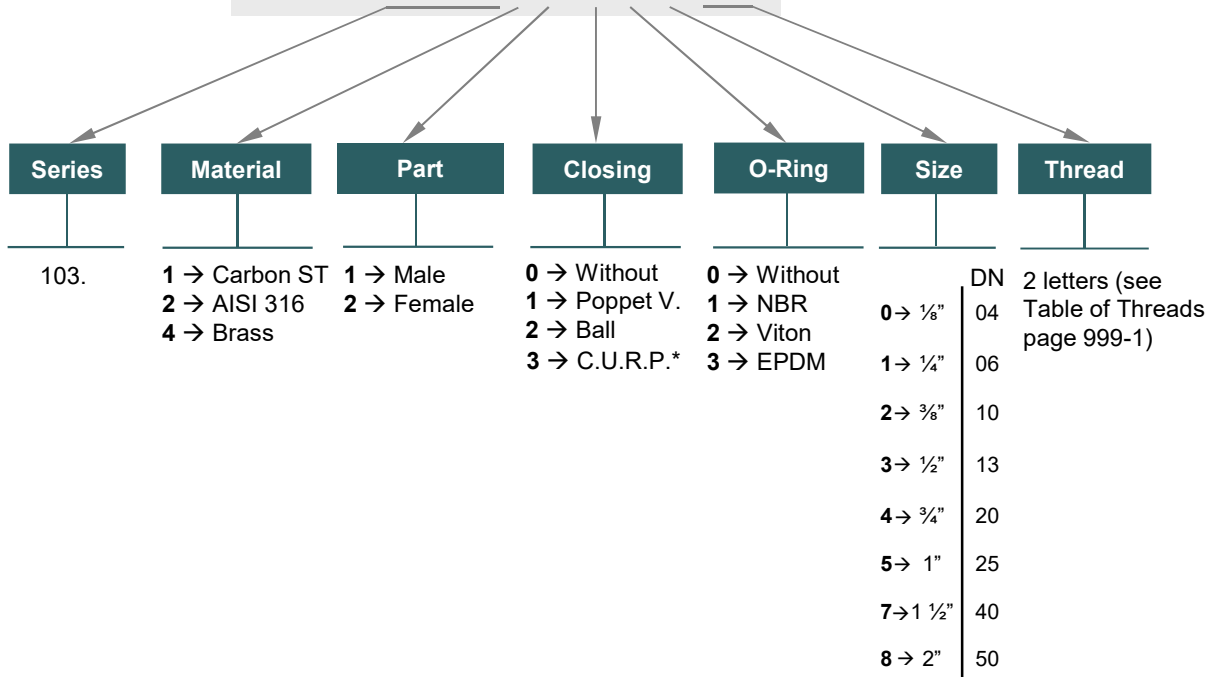 Series
Material
Part
Closing
O-Ring
Size
Thread
103.
1 → Carbon ST
2 → AISI 316
4 → Brass
1 → Male
2 → Female
0 → Without
1 → Poppet V.
2 → Ball
3 → C.U.R.P.*
0 → Without
1 → NBR
2 → Viton
3 → EPDM
DN
0→ ⅛” 04
1→ ¼” 06
2→ ⅜” 10
3→ ½” 13
4→ ¾” 20
5→ 1” 25
7→1 ½” 40
8 → 2” 50
2 letters (see
Table of Threads
page 999-1)